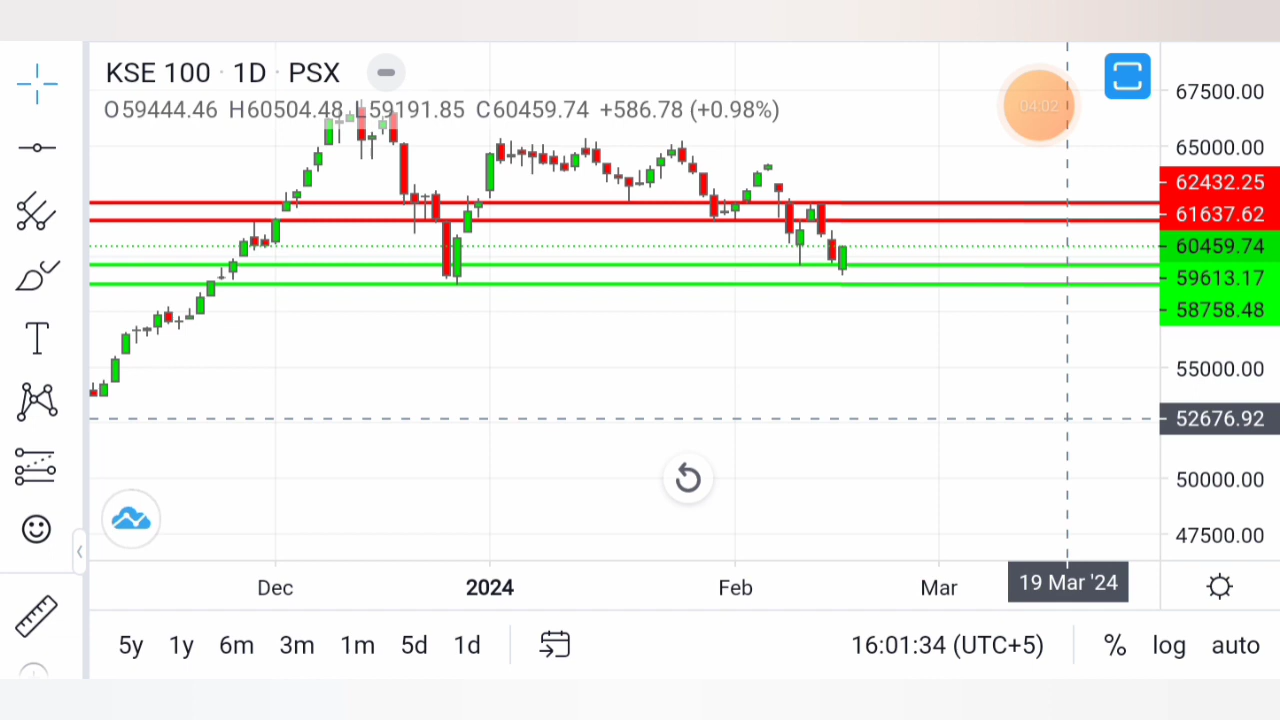 KSE 100 · 1D · PSX
O59444.46 H60504.48 L59191.85 C60459.74 +586.78 (+0.98%)
04:02
67500.00
65000.00
62432.25
61637.62
60459.74
59613.17
58758.48
55000.00
52676.92
50000.00
47500.00
T
Dec 2024 Feb Mar 19 Mar '24
5y 1y 6m 3m 1m 5d 1d 16:01:34 (UTC+5) % log auto